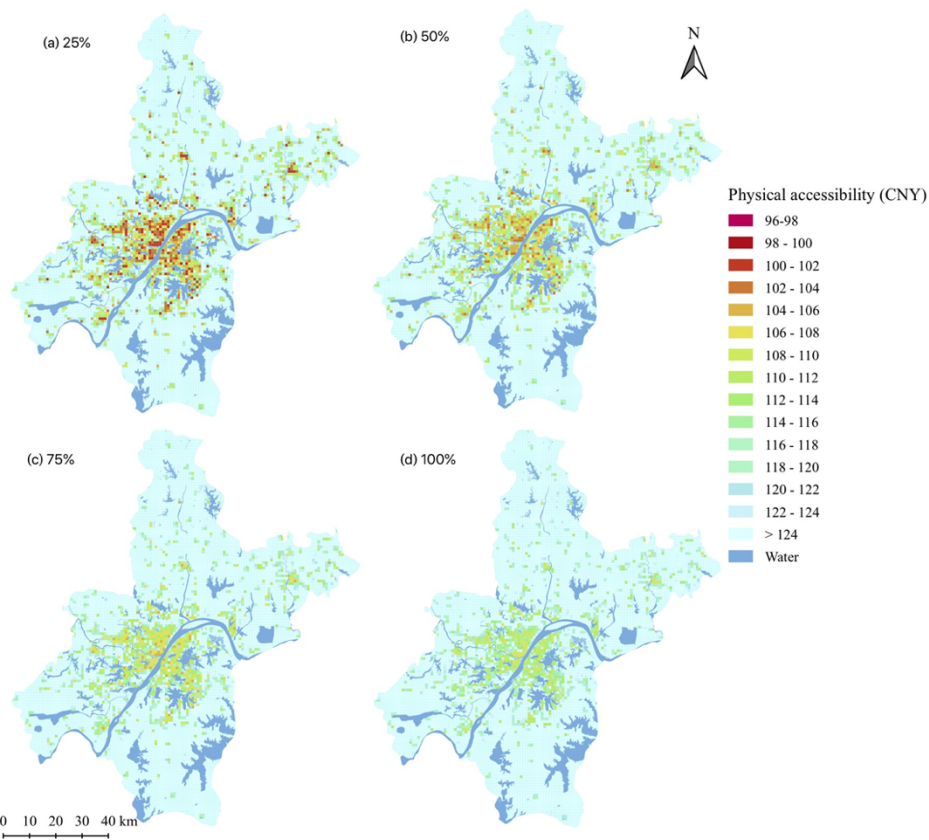 (a) 25%
(b) 50%
N
Physical accessibility (CNY)
96-98
98 - 100
100 - 102
102 - 104
104 - 106
106 - 108
108 - 110
110 - 112
112 - 114
114 - 116
116 - 118
118 - 120
120 - 122
122 - 124
> 124
Water
(c) 75%
(d) 100%
0 10 20 30 40 km